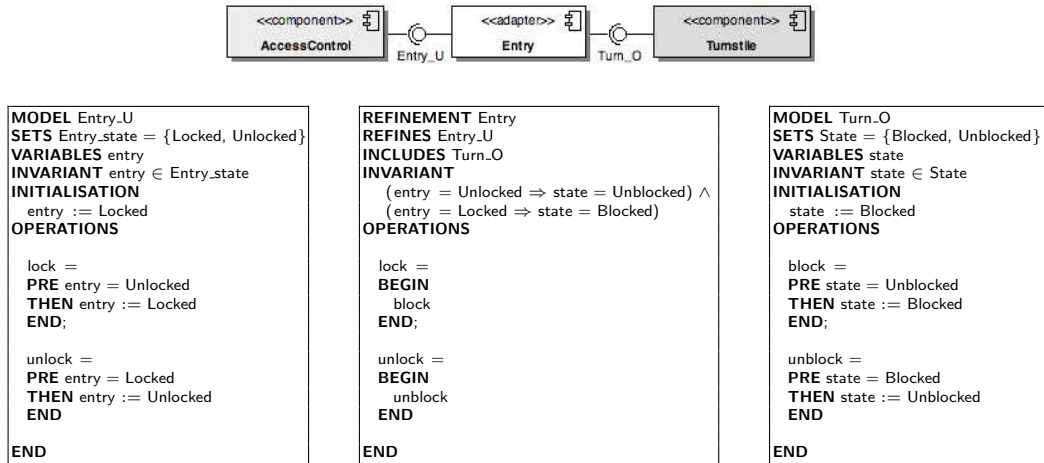 <<component>>
AccessControl
Entry_U
<<adapter>>
Entry
Turn_O
<<component>>
Turnstile
MODEL Entry_U
SETS Entry_state = {Locked, Unlocked}
VARIABLES entry
INVARIANT entry ∈ Entry_state
INITIALISATION
entry := Locked
OPERATIONS
lock =
PRE entry = Unlocked
THEN entry := Locked
END;
unlock =
PRE entry = Locked
THEN entry := Unlocked
END
END
REFINEMENT Entry
REFINES Entry_U
INCLUDES Turn_O
INVARIANT
(entry = Unlocked ⇒ state = Unblocked) ∧
(entry = Locked ⇒ state = Blocked)
OPERATIONS
lock =
BEGIN
block
END;
unlock =
BEGIN
unblock
END
END
MODEL Turn_O
SETS State = {Blocked, Unblocked}
VARIABLES state
INVARIANT state ∈ State
INITIALISATION
state := Blocked
OPERATIONS
block =
PRE state = Unblocked
THEN state := Blocked
END;
unblock =
PRE state = Blocked
THEN state := Unblocked
END
END